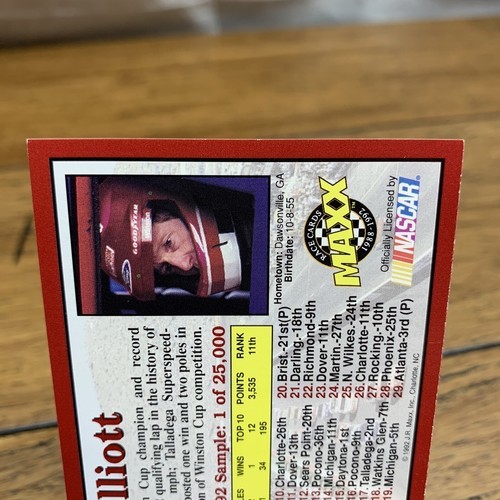 lliott
Cup champion and record
qualifying lap in the history of
Talladega Superspeed-
posted one win and two poles in
of Winston Cup competition.
92 Sample: 1 of 25,000
WINS TOP 10 POINTS RANK
1 12 3,535 11th
34 195
10.Charlotte-26th
11.Dover-13th
12.Sears Point-20th
13.Pocono-36th
14.Michigan-11th
15.Daytona-1st
16.Pocono-29th
17.Talladega-2nd
18.Watkins Glen-7th
19.Michigan-5th
20. Brist.-21st(P)
21. Darling.-18th
22. Richmond-9th
23. Dover-11th
24. Martin.-27th
25. N. Wilkes.-24th
26. Charlotte-11th
27. Rocking.-10th
28. Phoenix-25th
29. Atlanta-3rd (P)
© 1992 J.R. Maxx, Inc. Charlotte, NC
GOODYEAR
Hometown: Dawsonville, GA
Birthdate: 10-8-55
RACE CARDS
MAXX™
1988-1992
Officially Licensed by
NASCAR